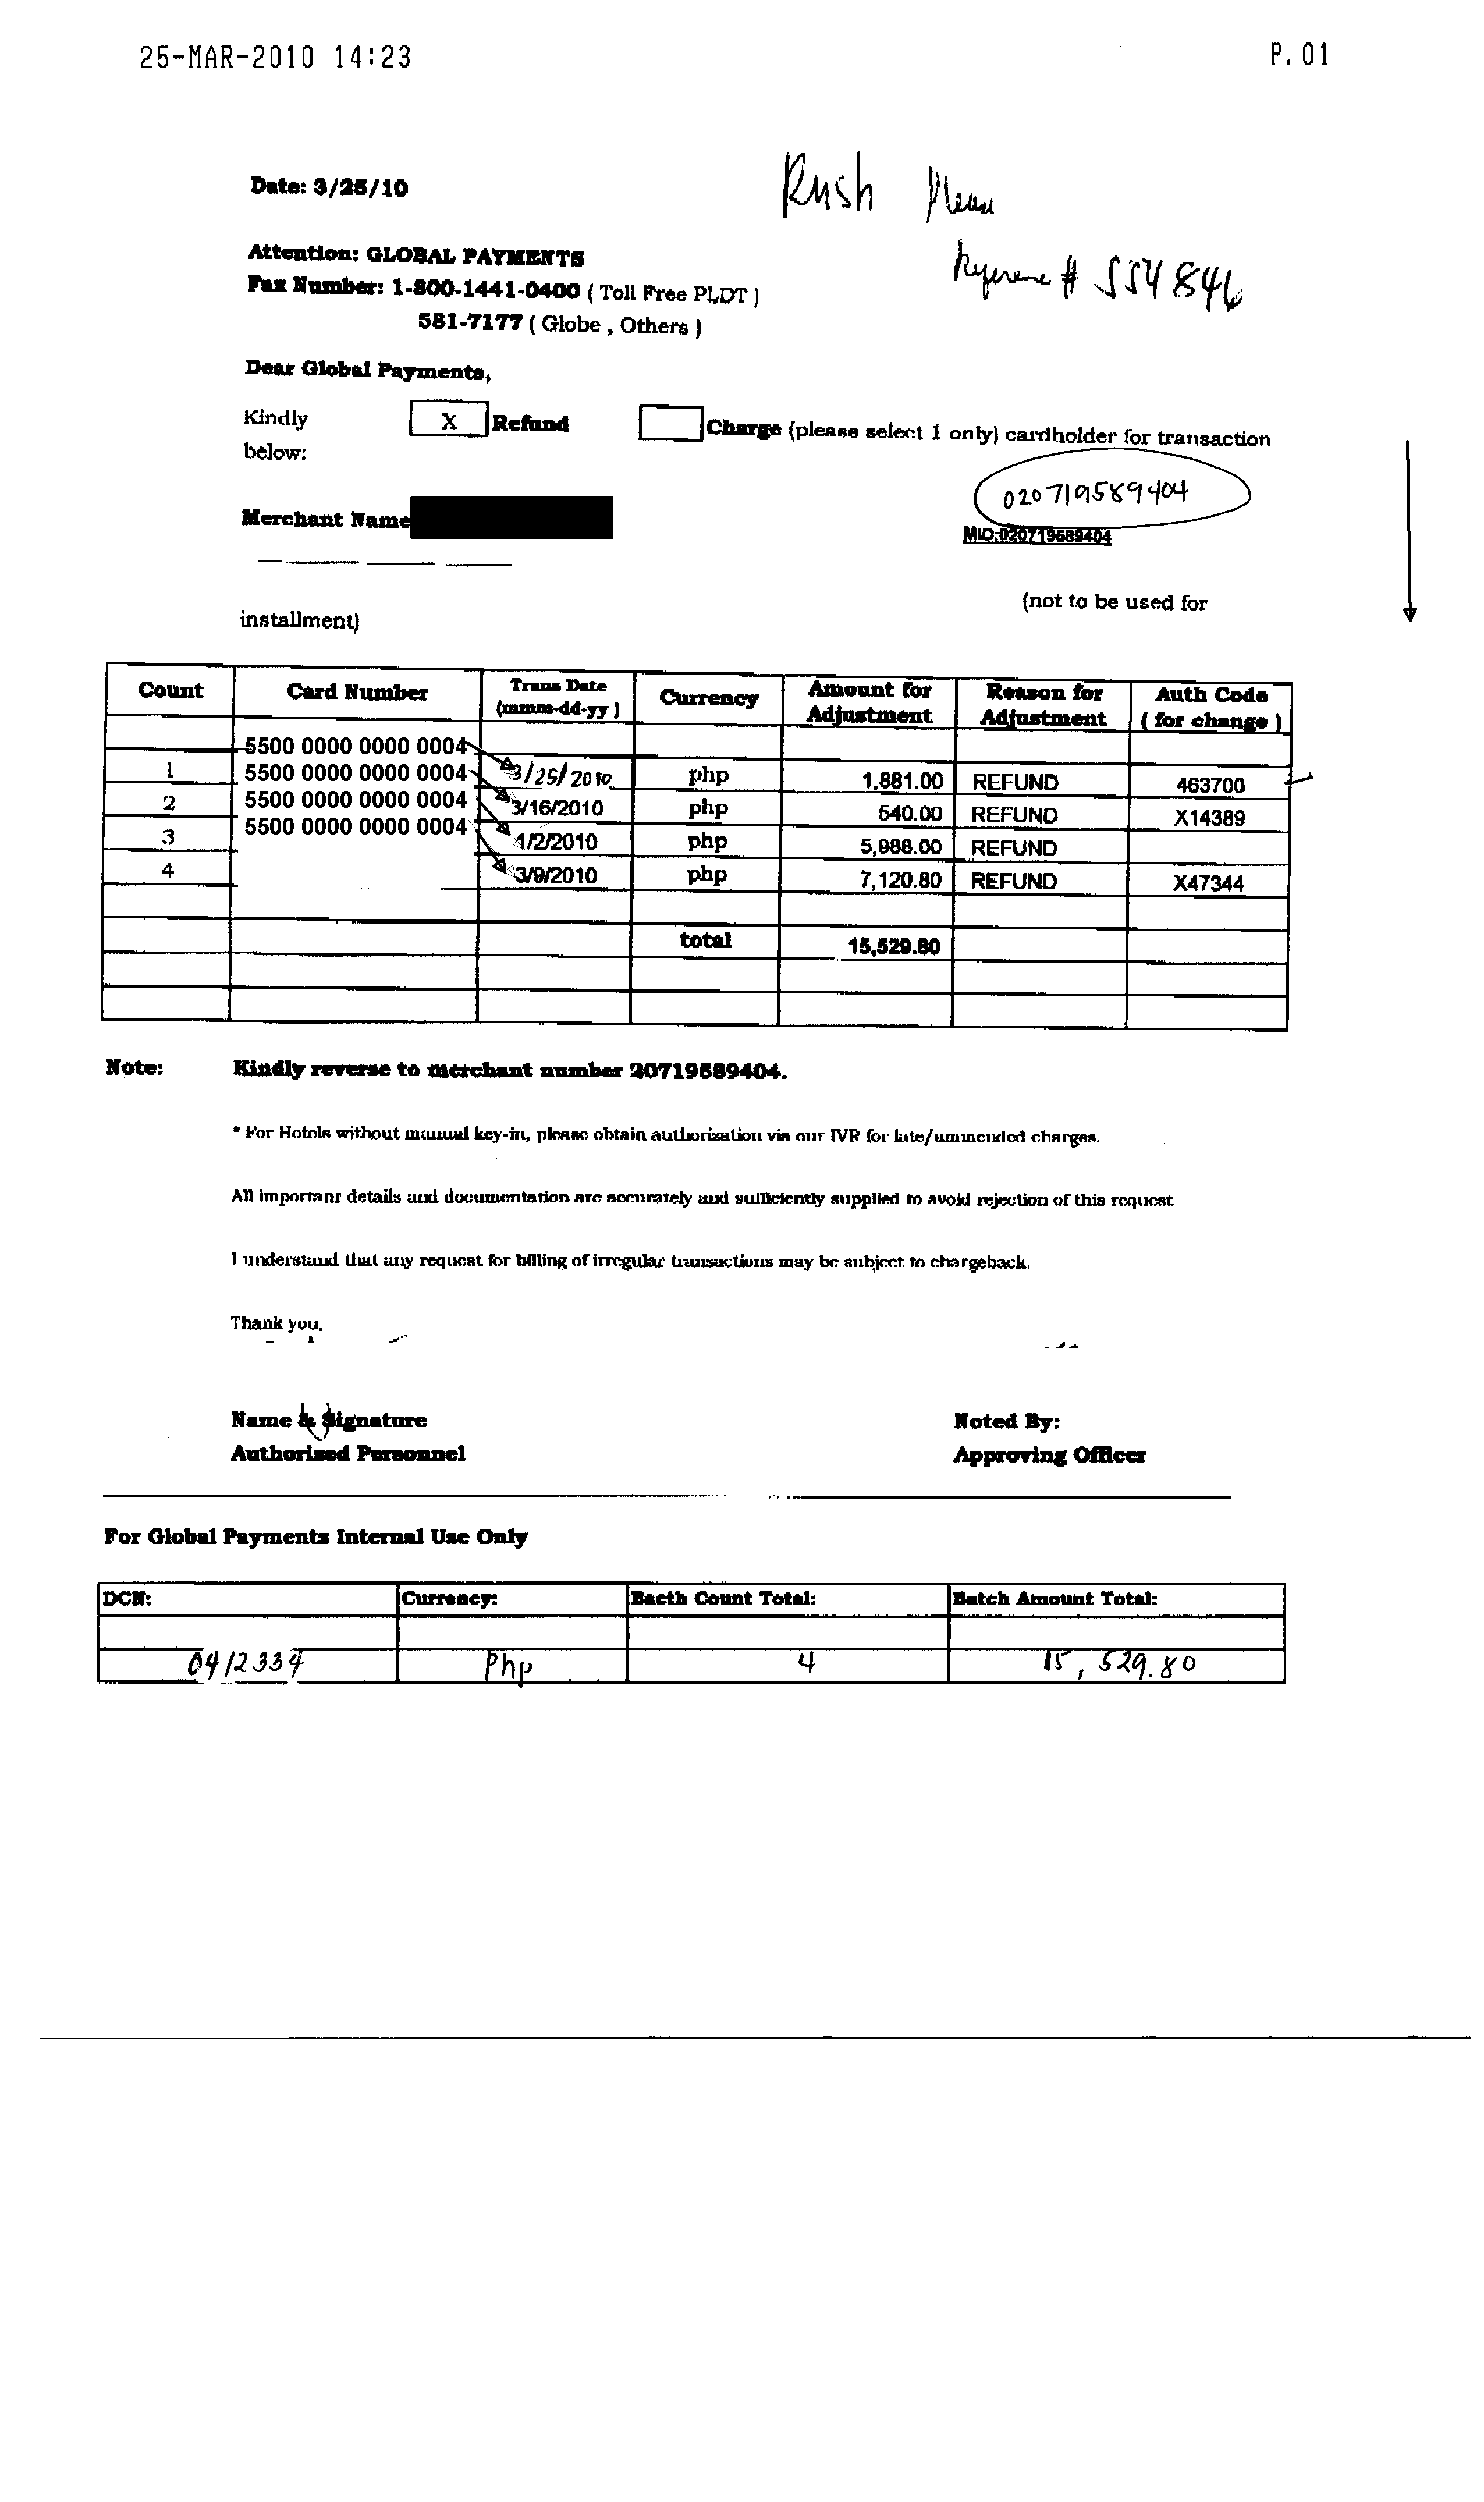 25-MAR-2010 14:23 P.01
Rush Please
Date: 3/25/10
Reference # 554846
Attention: GLOBAL PAYMENTS
Fax Number: 1-800-1441-0400 ( Toll Free PLDT )
581-7177 ( Globe , Others )
Dear Global Payments,
Kindly X Refund Charge (please select 1 only) cardholder for transaction
below:
020719589404
Merchant Name
MID:020719589404
(not to be used for
installment)
Count Card Number Trans Date (mmm-dd-yy ) Currency Amount for Adjustment Reason for Adjustment Auth Code ( for change )
1 5500 0000 0000 0004 3/25/2010 php 1,881.00 REFUND 463700
2 5500 0000 0000 0004 3/16/2010 php 540.00 REFUND X14389
3 5500 0000 0000 0004 1/2/2010 php 5,988.00 REFUND
4 5500 0000 0000 0004 3/9/2010 php 7,120.80 REFUND X47344
total 15,529.80
Note: Kindly reverse to merchant number 20719589404.
* For Hotels without manual key-in, please obtain authorization via our IVR for late/ammended charges.
All importanr details and documentation are accurately and sufficiently supplied to avoid rejection of this request
I understand that any request for billing of irregular transactions may be subject to chargeback.
Thank you,
Name & Signature Noted By:
Authorized Personnel Approving Officer
For Global Payments Internal Use Only
DCN: Currency: Bacth Count Total: Batch Amount Total:
0412334 Php 4 15,529.80